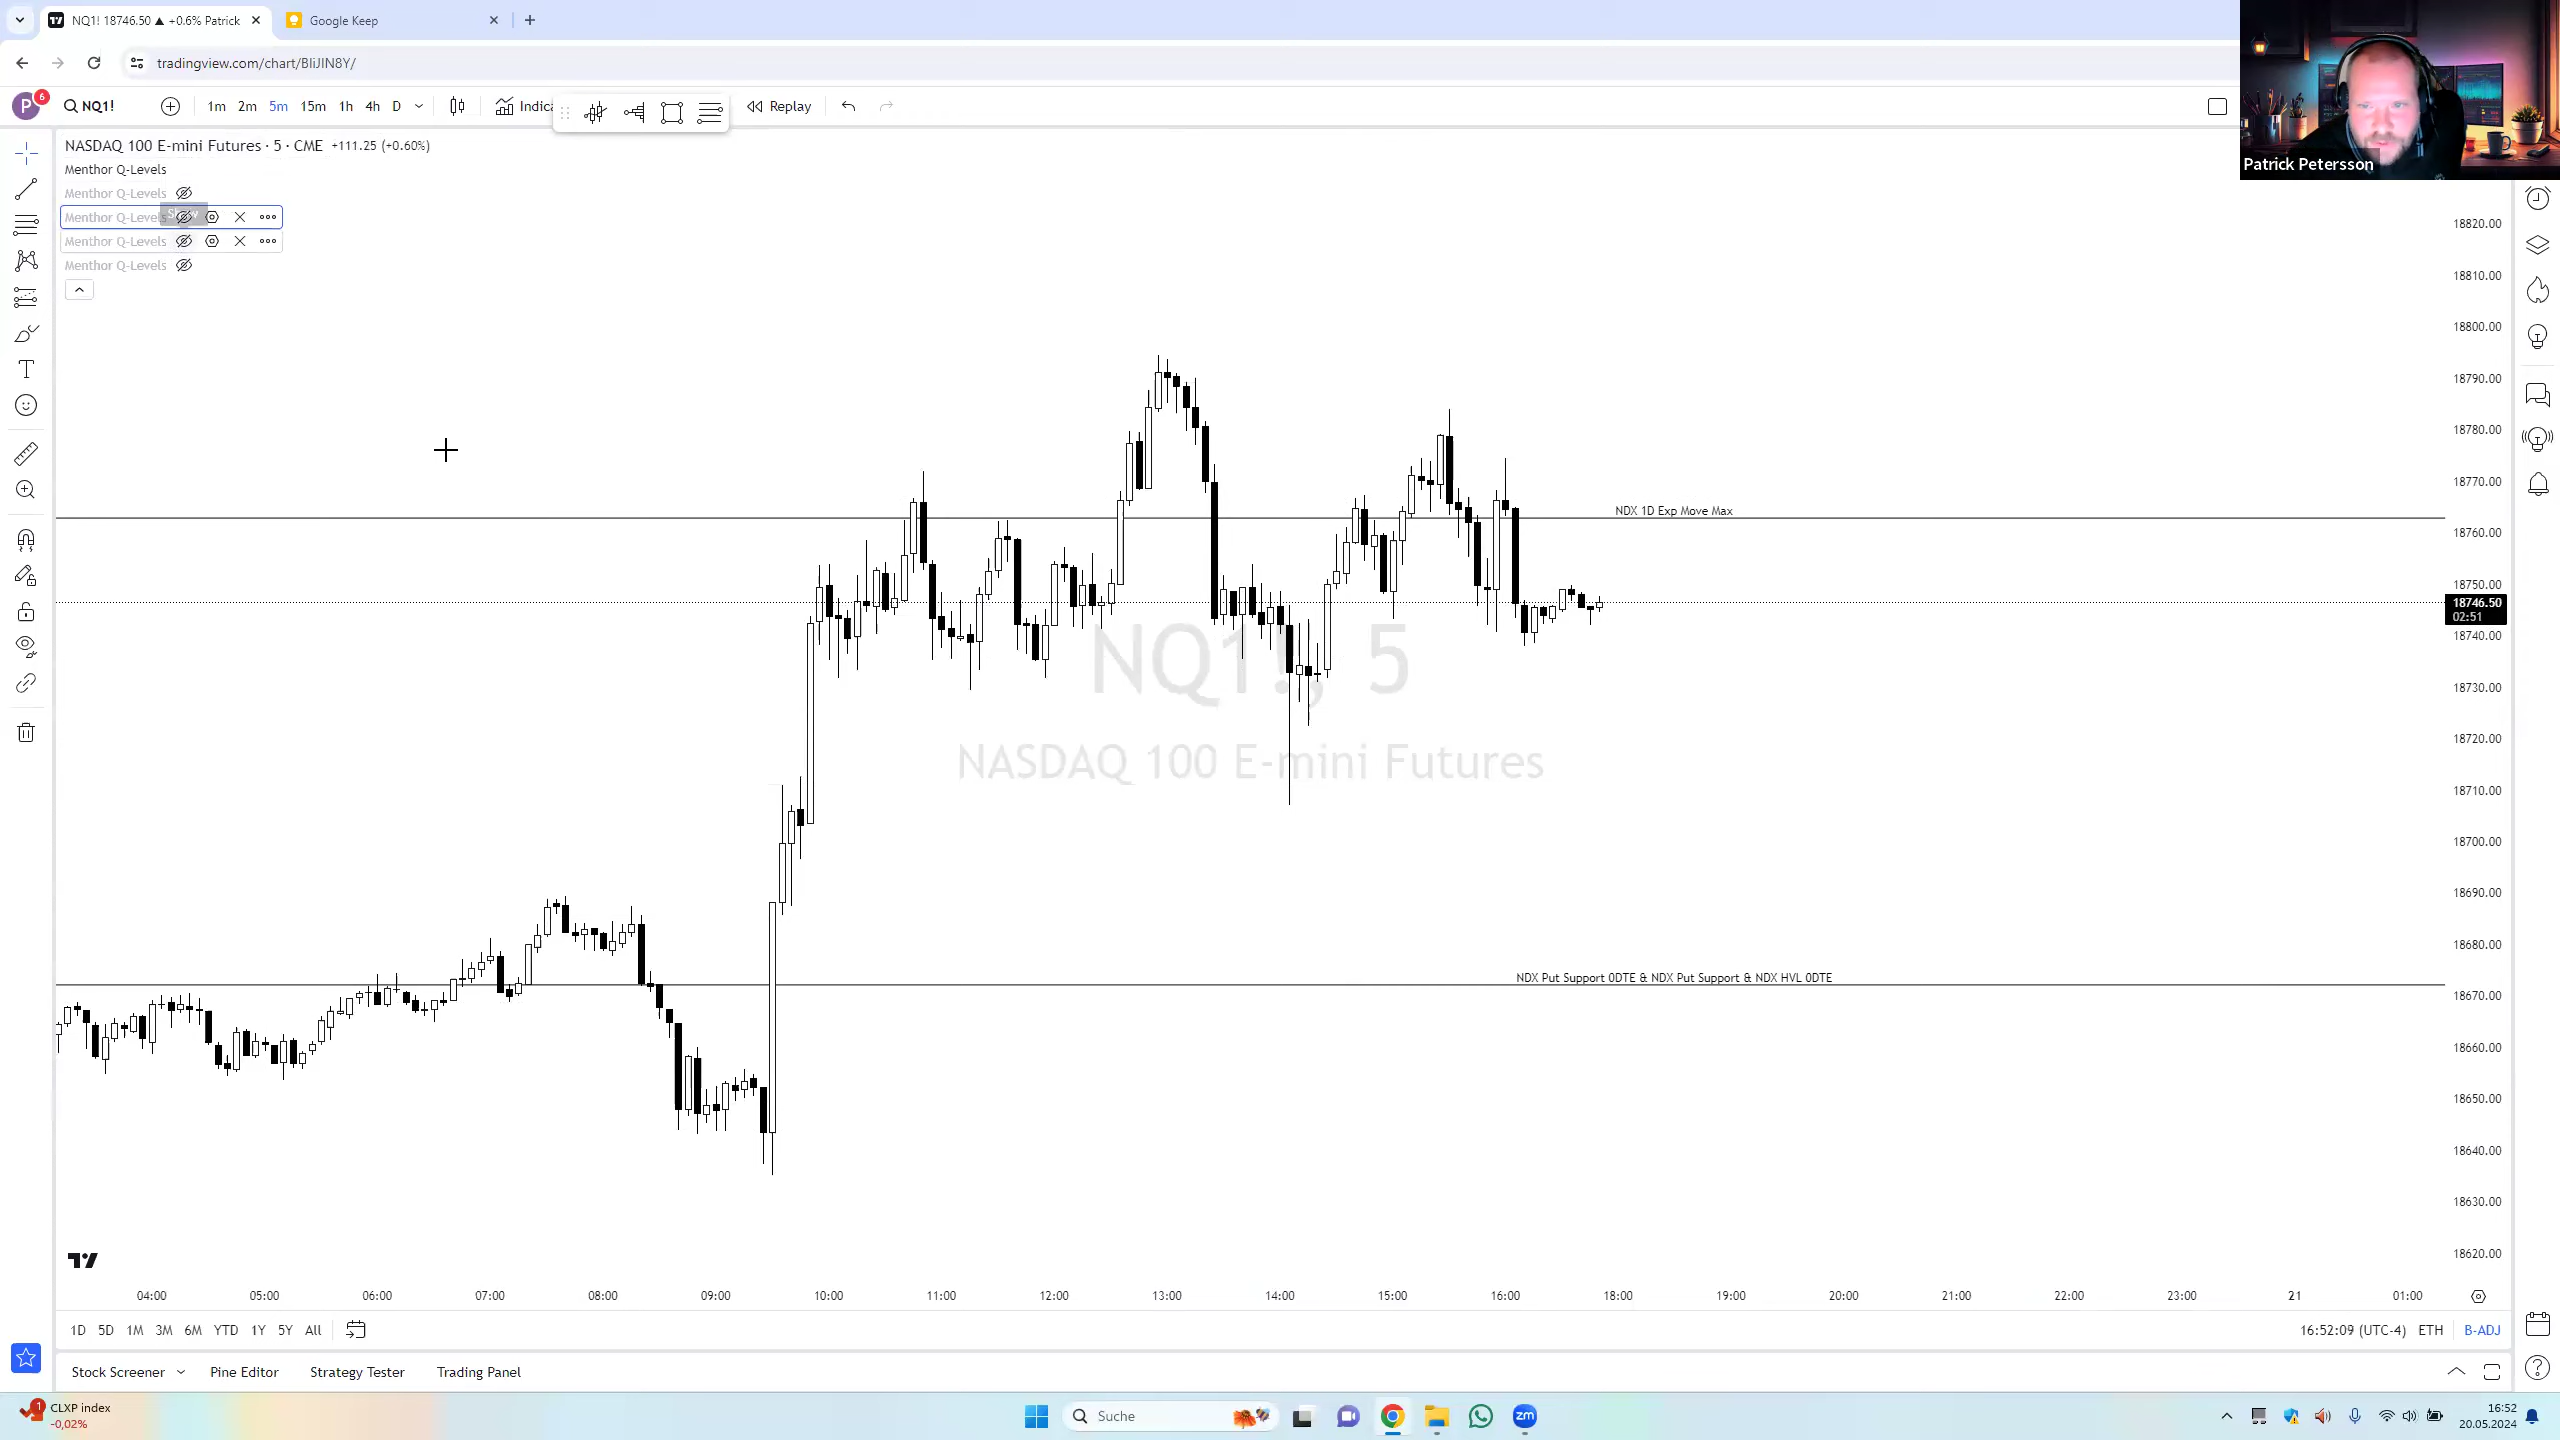 NQ1! 18746.50 ▲ +0.6% Patrick
Google Keep
tradingview.com/chart/BIiJIN8Y/
P 6
NQ1!
1m 2m 5m 15m 1h 4h D
Indica
Replay
Patrick Petersson
NASDAQ 100 E-mini Futures · 5 · CME +111.25 (+0.60%)
Menthor Q-Levels
Menthor Q-Levels
Menthor Q-Levels
Menthor Q-Levels
Menthor Q-Levels
18820.00
18810.00
18800.00
18790.00
18780.00
18770.00
NDX 1D Exp Move Max
18760.00
18750.00
18746.50
02:51
18740.00
NQ1!, 5
18730.00
18720.00
NASDAQ 100 E-mini Futures
18710.00
18700.00
18690.00
18680.00
NDX Put Support 0DTE & NDX Put Support & NDX HVL 0DTE
18670.00
18660.00
18650.00
18640.00
18630.00
18620.00
04:00 05:00 06:00 07:00 08:00 09:00 10:00 11:00 12:00 13:00 14:00 15:00 16:00 18:00 19:00 20:00 21:00 22:00 23:00 21 01:00
1D 5D 1M 3M 6M YTD 1Y 5Y All
16:52:09 (UTC-4) ETH B-ADJ
Stock Screener Pine Editor Strategy Tester Trading Panel
1 CLXP index
-0,02%
Suche
zm
16:52
20.05.2024